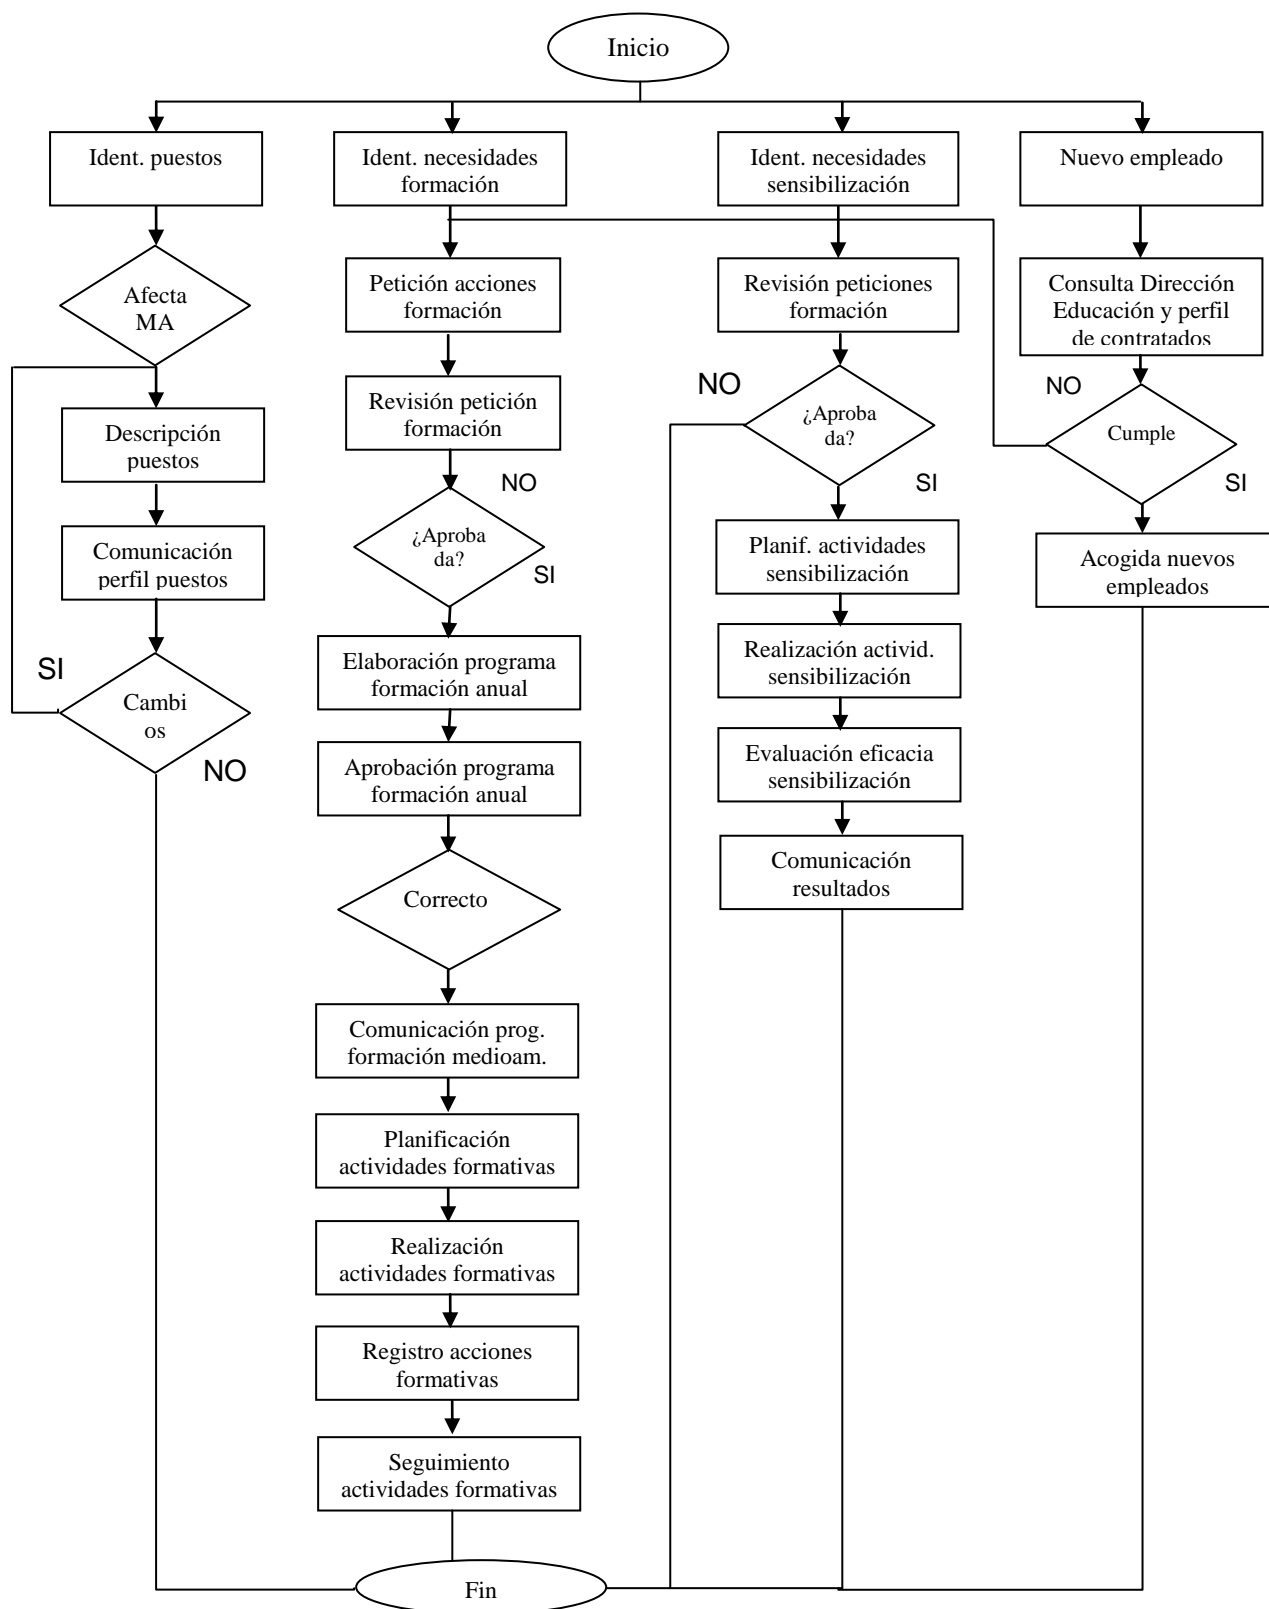 Inicio
Ident. puestos
Ident. necesidades
formación
Ident. necesidades
sensibilización
Nuevo empleado
Afecta
MA
Petición acciones
formación
Revisión peticiones
formación
Consulta Dirección
Educación y perfil
de contratados
NO
NO
Revisión petición
formación
¿Aproba
da?
Cumple
Descripción
puestos
NO
SI
SI
¿Aproba
da?
SI
Comunicación
perfil puestos
Planif. actividades
sensibilización
Acogida nuevos
empleados
SI
Cambi
os
NO
Elaboración programa
formación anual
Realización activid.
sensibilización
Aprobación programa
formación anual
Evaluación eficacia
sensibilización
Correcto
Comunicación
resultados
Comunicación prog.
formación medioam.
Planificación
actividades formativas
Realización
actividades formativas
Registro acciones
formativas
Seguimiento
actividades formativas
Fin